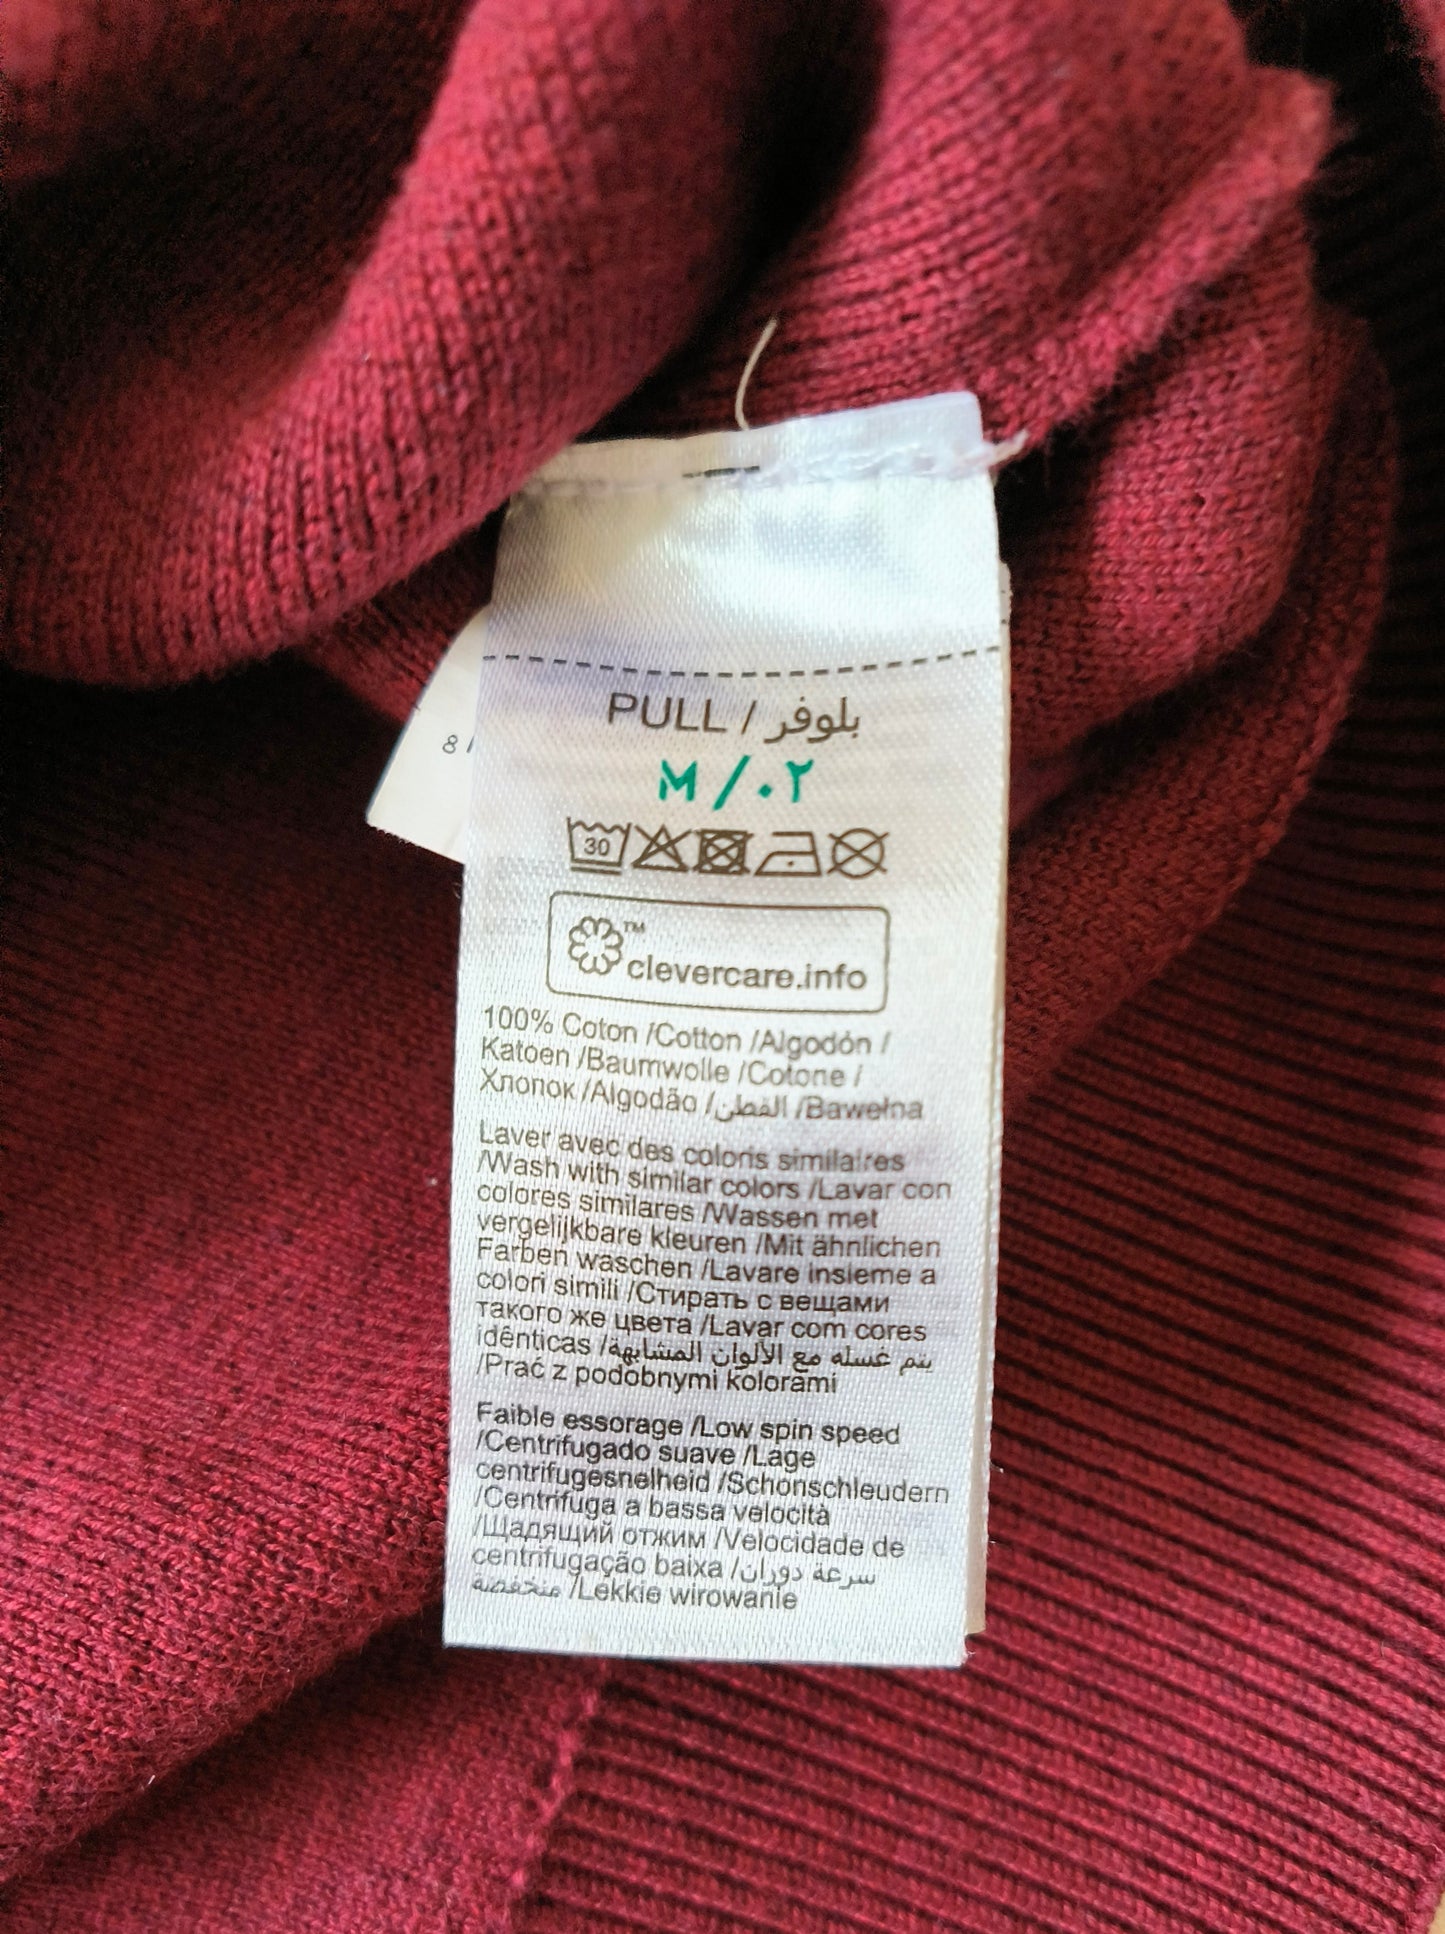 PULL / بلوفر
M / ٠٢
30
TM
clevercare.info
100% Coton /Cotton /Algodón /
Katoen /Baumwolle /Cotone /
Хлопок /Algodão /القطن /Bawełna
Laver avec des coloris similaires
/Wash with similar colors /Lavar con
colores similares /Wassen met
vergelijkbare kleuren /Mit ähnlichen
Farben waschen /Lavare insieme a
colori simili /Стирать с вещами
такого же цвета /Lavar com cores
idênticas /يتم غسله مع الألوان المشابهة
/Prać z podobnymi kolorami
Faible essorage /Low spin speed
/Centrifugado suave /Lage
centrifugesnelheid /Schonschleudern
/Centrifuga a bassa velocità
/Щадящий отжим /Velocidade de
centrifugação baixa /سرعة دوران
منخفضة /Lekkie wirowanie
8 /